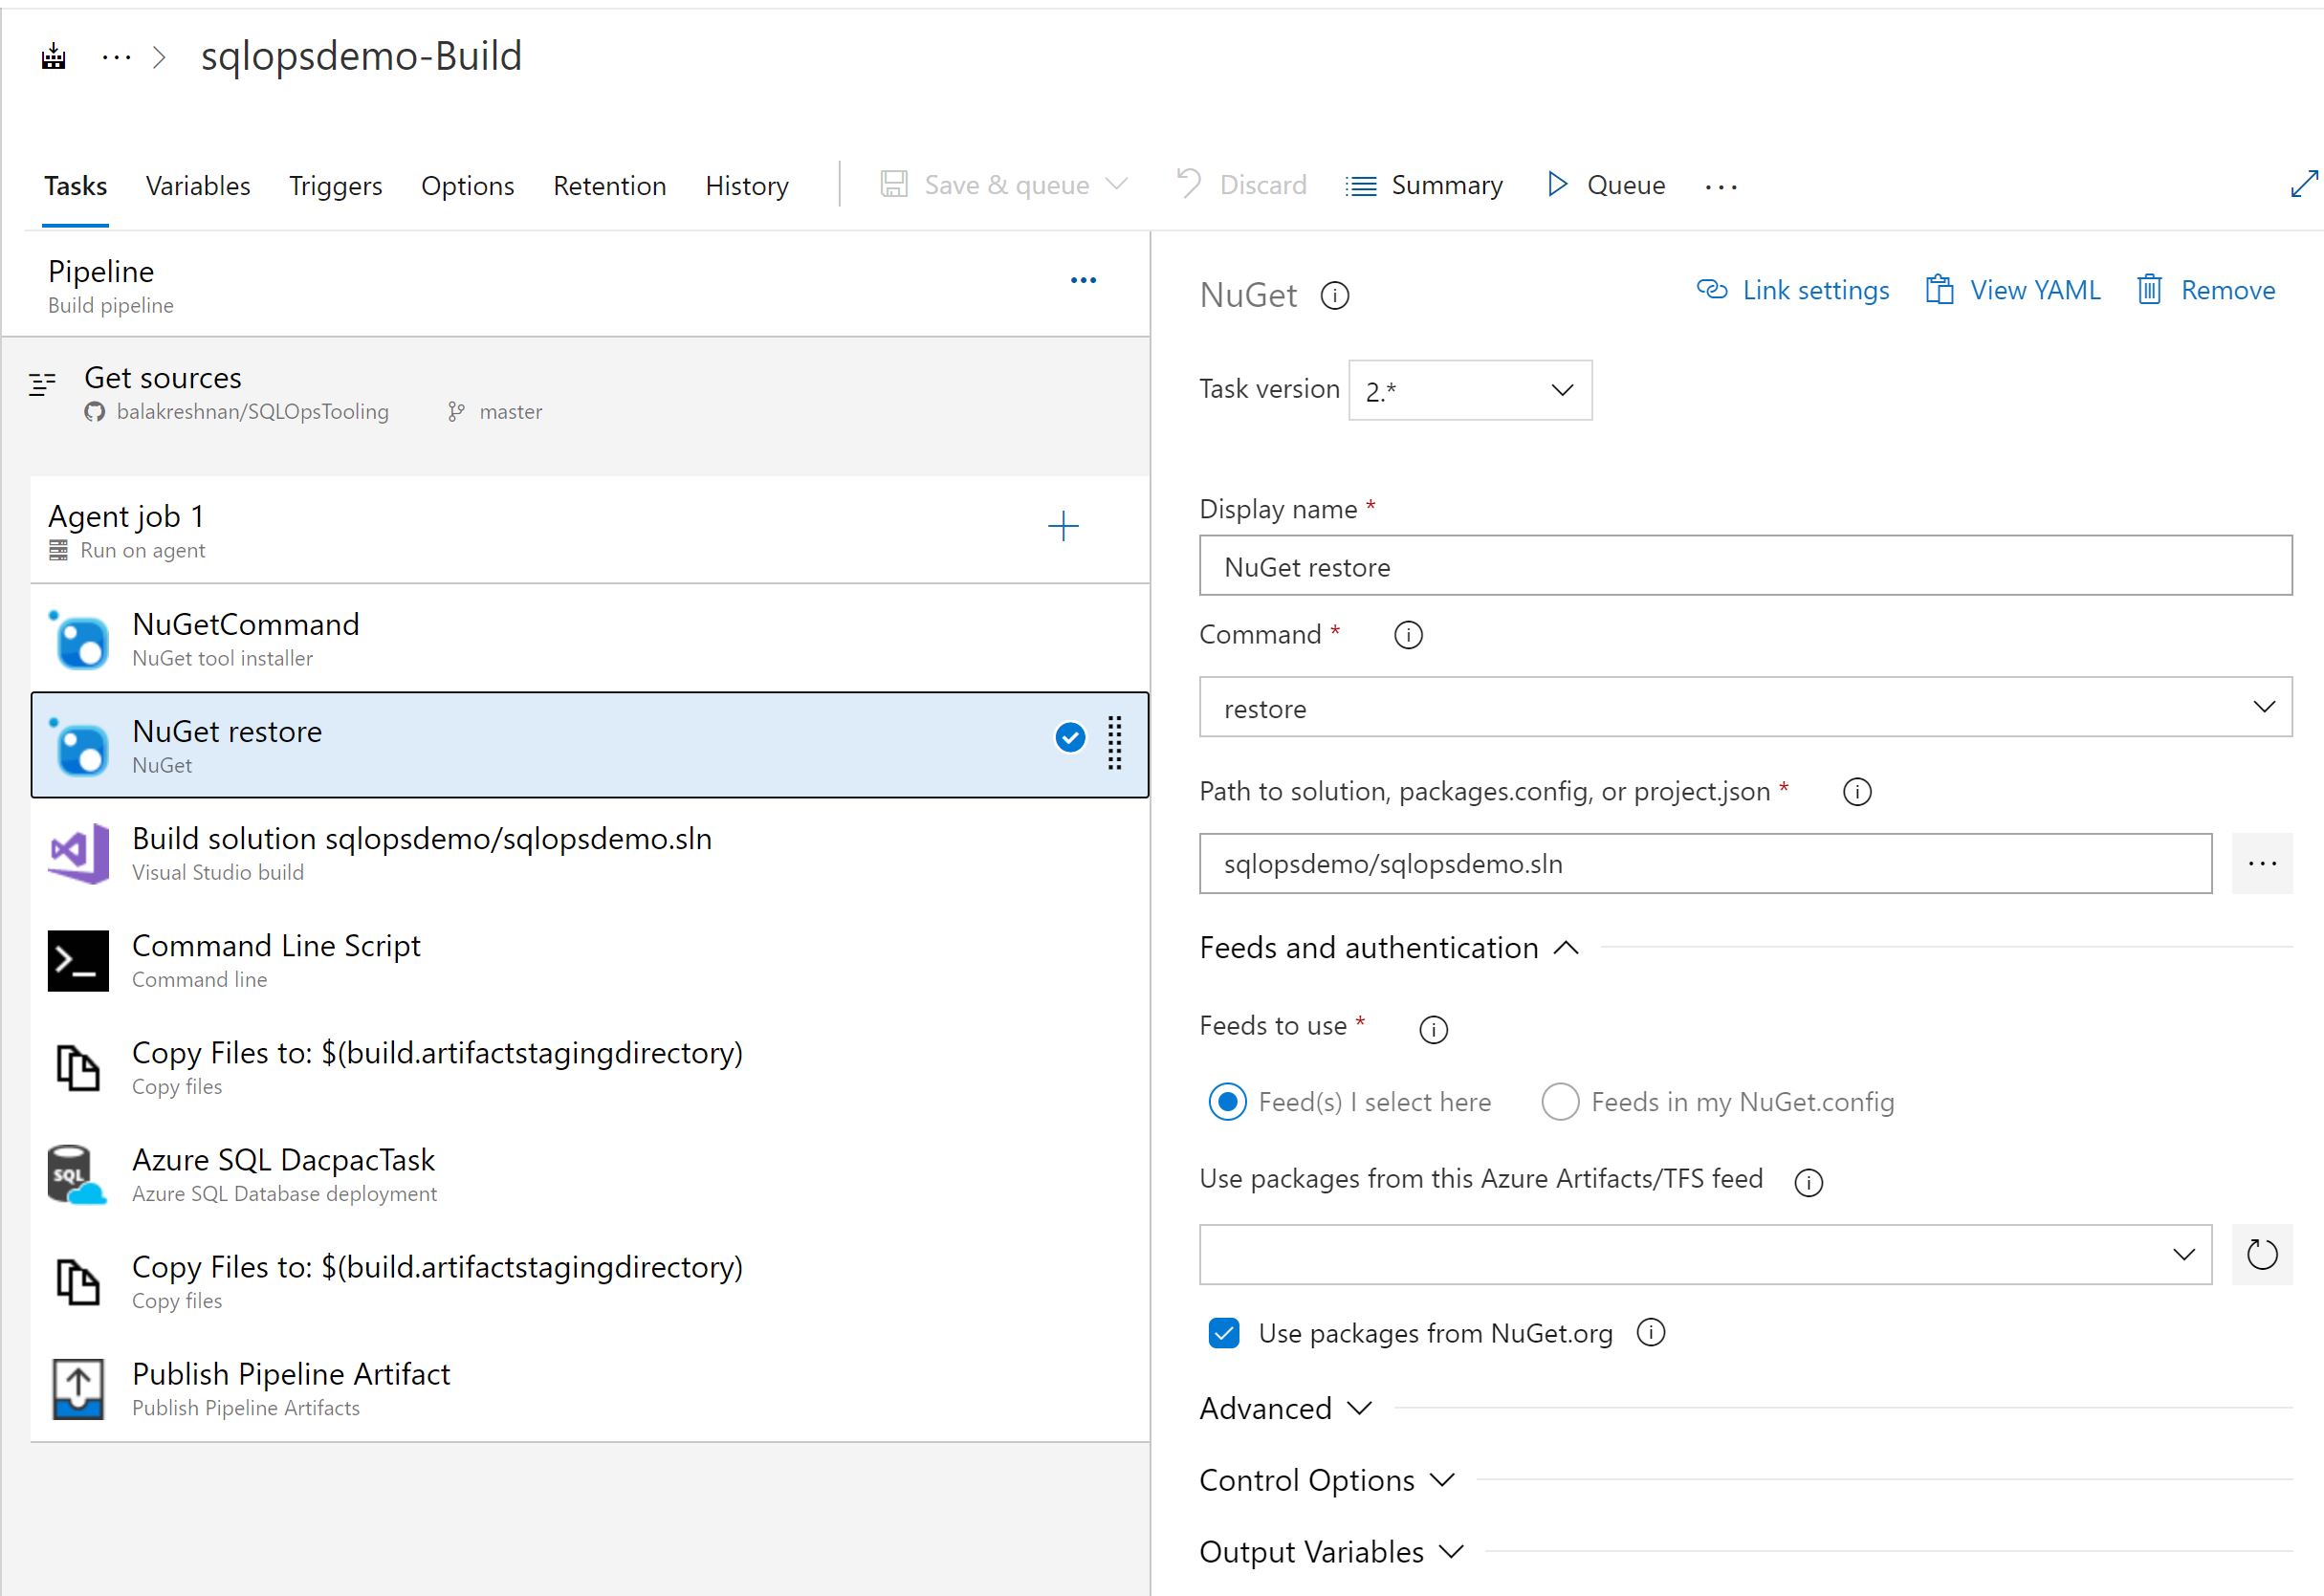 sqlopsdemo-Build
Tasks Variables Triggers Options Retention History Save & queue Discard Summary Queue
Pipeline
Build pipeline
Get sources
balakreshnan/SQLOpsTooling master
Agent job 1
Run on agent
NuGetCommand
NuGet tool installer
NuGet restore
NuGet
Build solution sqlopsdemo/sqlopsdemo.sln
Visual Studio build
Command Line Script
Command line
Copy Files to: $(build.artifactstagingdirectory)
Copy files
SQL
Azure SQL DacpacTask
Azure SQL Database deployment
Copy Files to: $(build.artifactstagingdirectory)
Copy files
Publish Pipeline Artifact
Publish Pipeline Artifacts
NuGet Link settings View YAML Remove
Task version 2.*
Display name *
NuGet restore
Command *
restore
Path to solution, packages.config, or project.json *
sqlopsdemo/sqlopsdemo.sln
Feeds and authentication
Feeds to use *
Feed(s) I select here Feeds in my NuGet.config
Use packages from this Azure Artifacts/TFS feed
Use packages from NuGet.org
Advanced
Control Options
Output Variables